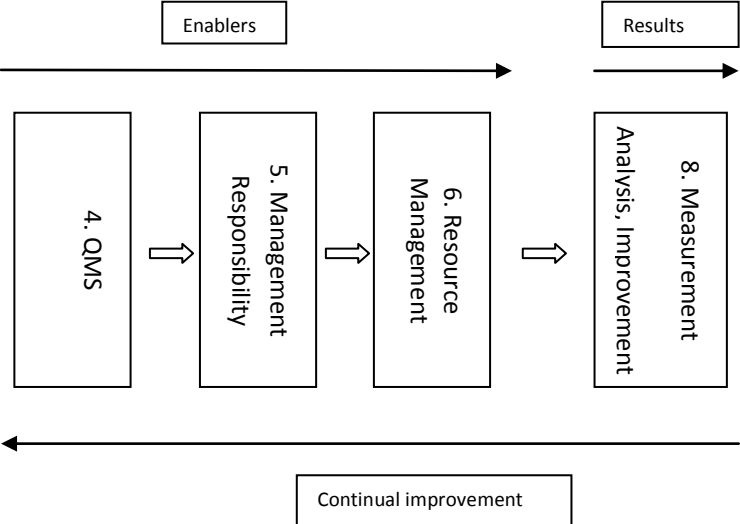 Enablers
Results
4. QMS
5. Management
Responsibility
6. Resource
Management
8. Measurement
Analysis, Improvement
Continual improvement